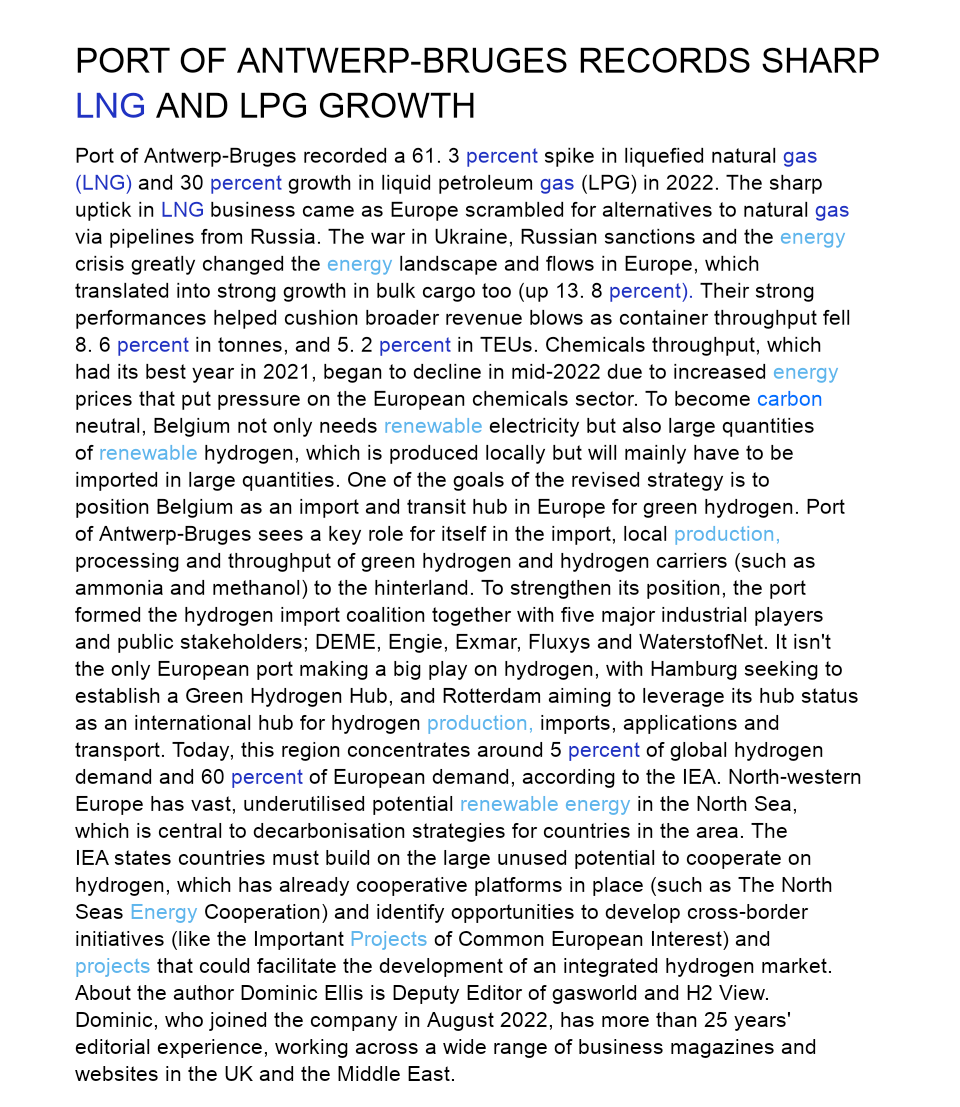 PORT OF ANTWERP-BRUGES RECORDS SHARP
LNG AND LPG GROWTH
Port of Antwerp-Bruges recorded a 61. 3 percent spike in liquefied natural gas
(LNG) and 30 percent growth in liquid petroleum gas (LPG) in 2022. The sharp
uptick in LNG business came as Europe scrambled for alternatives to natural gas
via pipelines from Russia. The war in Ukraine, Russian sanctions and the energy
crisis greatly changed the energy landscape and flows in Europe, which
translated into strong growth in bulk cargo too (up 13. 8 percent). Their strong
performances helped cushion broader revenue blows as container throughput fell
8. 6 percent in tonnes, and 5. 2 percent in TEUs. Chemicals throughput, which
had its best year in 2021, began to decline in mid-2022 due to increased energy
prices that put pressure on the European chemicals sector. To become carbon
neutral, Belgium not only needs renewable electricity but also large quantities
of renewable hydrogen, which is produced locally but will mainly have to be
imported in large quantities. One of the goals of the revised strategy is to
position Belgium as an import and transit hub in Europe for green hydrogen. Port
of Antwerp-Bruges sees a key role for itself in the import, local production,
processing and throughput of green hydrogen and hydrogen carriers (such as
ammonia and methanol) to the hinterland. To strengthen its position, the port
formed the hydrogen import coalition together with five major industrial players
and public stakeholders; DEME, Engie, Exmar, Fluxys and WaterstofNet. It isn't
the only European port making a big play on hydrogen, with Hamburg seeking to
establish a Green Hydrogen Hub, and Rotterdam aiming to leverage its hub status
as an international hub for hydrogen production, imports, applications and
transport. Today, this region concentrates around 5 percent of global hydrogen
demand and 60 percent of European demand, according to the IEA. North-western
Europe has vast, underutilised potential renewable energy in the North Sea,
which is central to decarbonisation strategies for countries in the area. The
IEA states countries must build on the large unused potential to cooperate on
hydrogen, which has already cooperative platforms in place (such as The North
Seas Energy Cooperation) and identify opportunities to develop cross-border
initiatives (like the Important Projects of Common European Interest) and
projects that could facilitate the development of an integrated hydrogen market.
About the author Dominic Ellis is Deputy Editor of gasworld and H2 View.
Dominic, who joined the company in August 2022, has more than 25 years'
editorial experience, working across a wide range of business magazines and
websites in the UK and the Middle East.